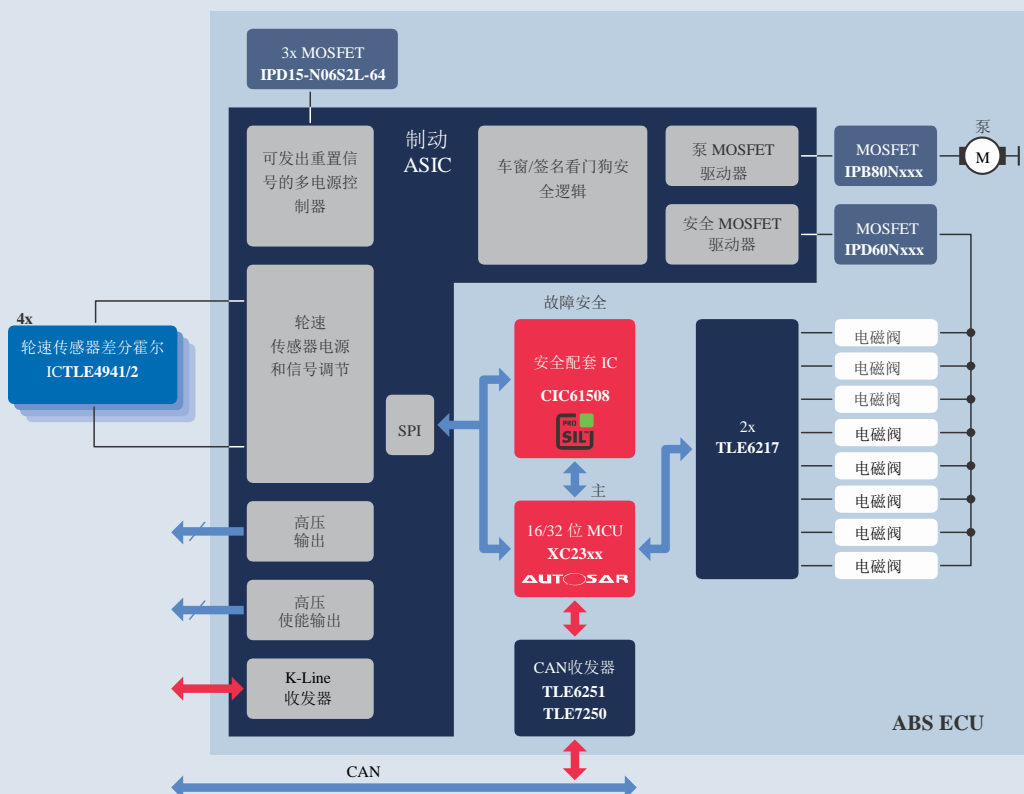 3x MOSFET
IPD15-N06S2L-64
可发出重置信
号的多电源控
制器
制动
ASIC
车窗/签名看门狗安
全逻辑
泵 MOSFET
驱动器
MOSFET
IPB80Nxxx
泵
M
安全 MOSFET
驱动器
MOSFET
IPD60Nxxx
4x
轮速传感器差分霍尔
ICTLE4941/2
轮速
传感器电源
和信号调节
SPI
故障安全
安全配套 IC
CIC61508
PRO
SIL
主
16/32 位 MCU
XC23xx
AUTOSAR
2x
TLE6217
电磁阀
电磁阀
电磁阀
电磁阀
电磁阀
电磁阀
电磁阀
电磁阀
高压
输出
高压
使能输出
K-Line
收发器
CAN收发器
TLE6251
TLE7250
ABS ECU
CAN